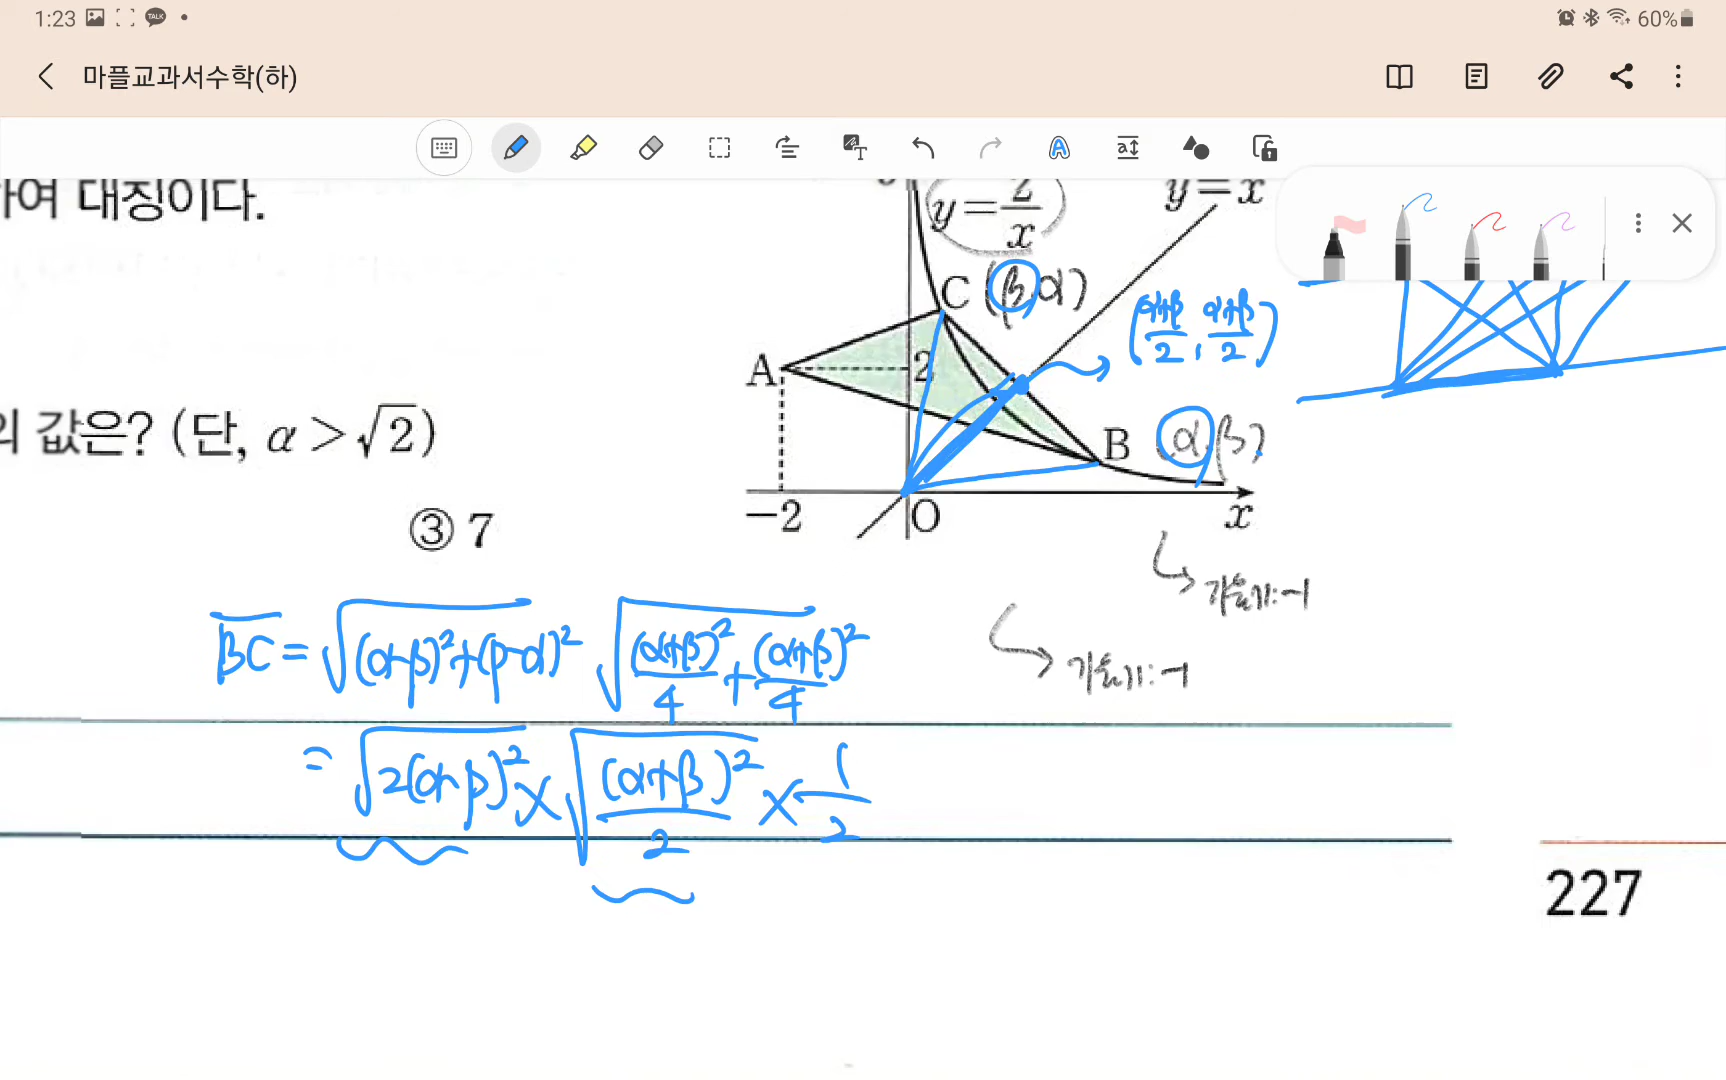 1:23 TALK 60%
마플교과서수학(하)
하여 대칭이다.
y=2/x
y=x
C (β, α)
(α+β/2, α+β/2)
A
2
B (α, β)
의 값은? (단, α>√2)
-2 O x
③ 7
기울기: -1
기울기: -1
BC = √(α-β)²+(β-α)² √(α+β)²/4+(α+β)²/4
= √2(α-β)² × √(α+β)²/2 × 1/2
227